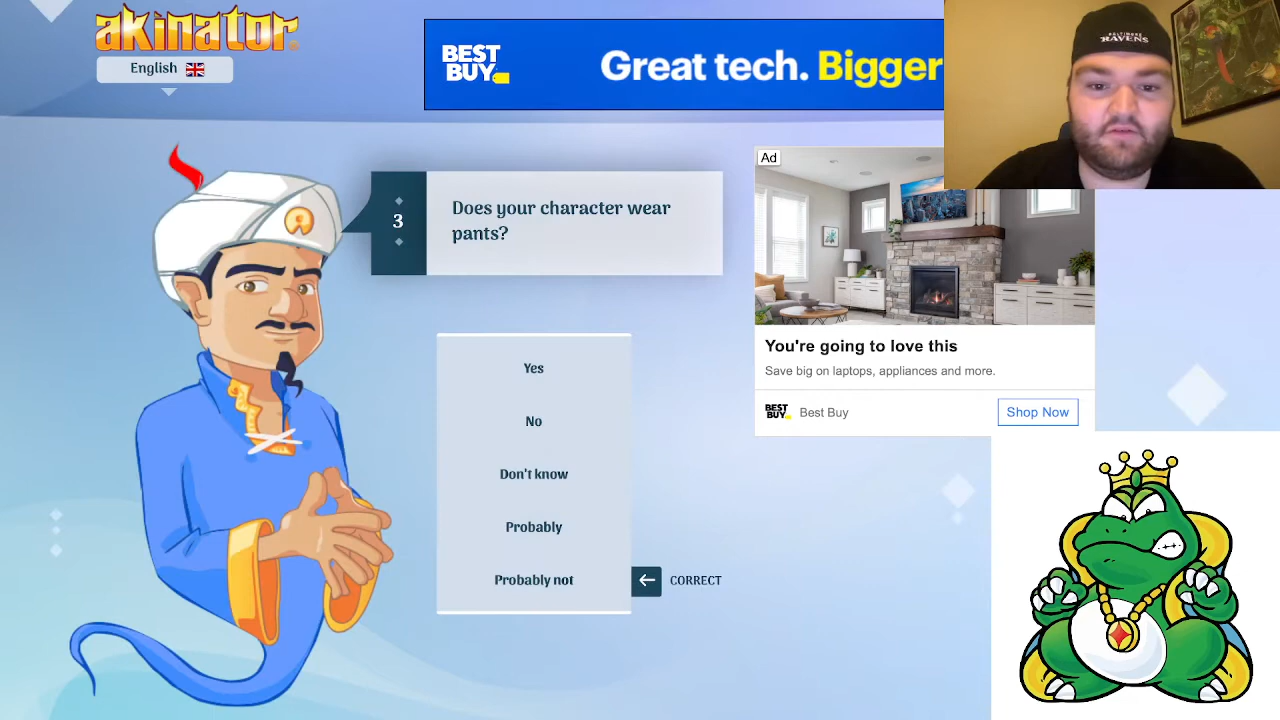 akinator
English
BEST BUY
Great tech. Bigger
BALTIMORE
RAVENS
3
Does your character wear
pants?
Ad
Yes
No
Don't know
Probably
Probably not
CORRECT
You're going to love this
Save big on laptops, appliances and more.
BEST BUY
Best Buy
Shop Now